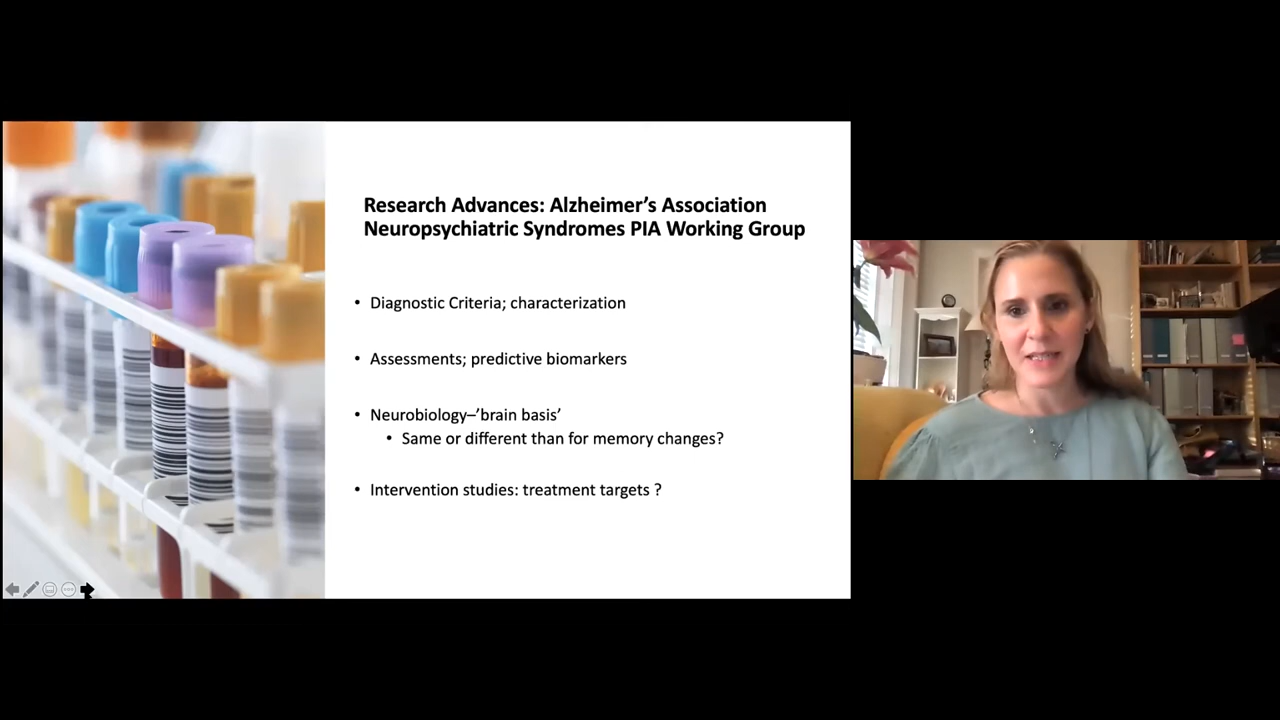 Research Advances: Alzheimer's Association
Neuropsychiatric Syndromes PIA Working Group
• Diagnostic Criteria; characterization
• Assessments; predictive biomarkers
• Neurobiology–'brain basis'
• Same or different than for memory changes?
• Intervention studies: treatment targets ?